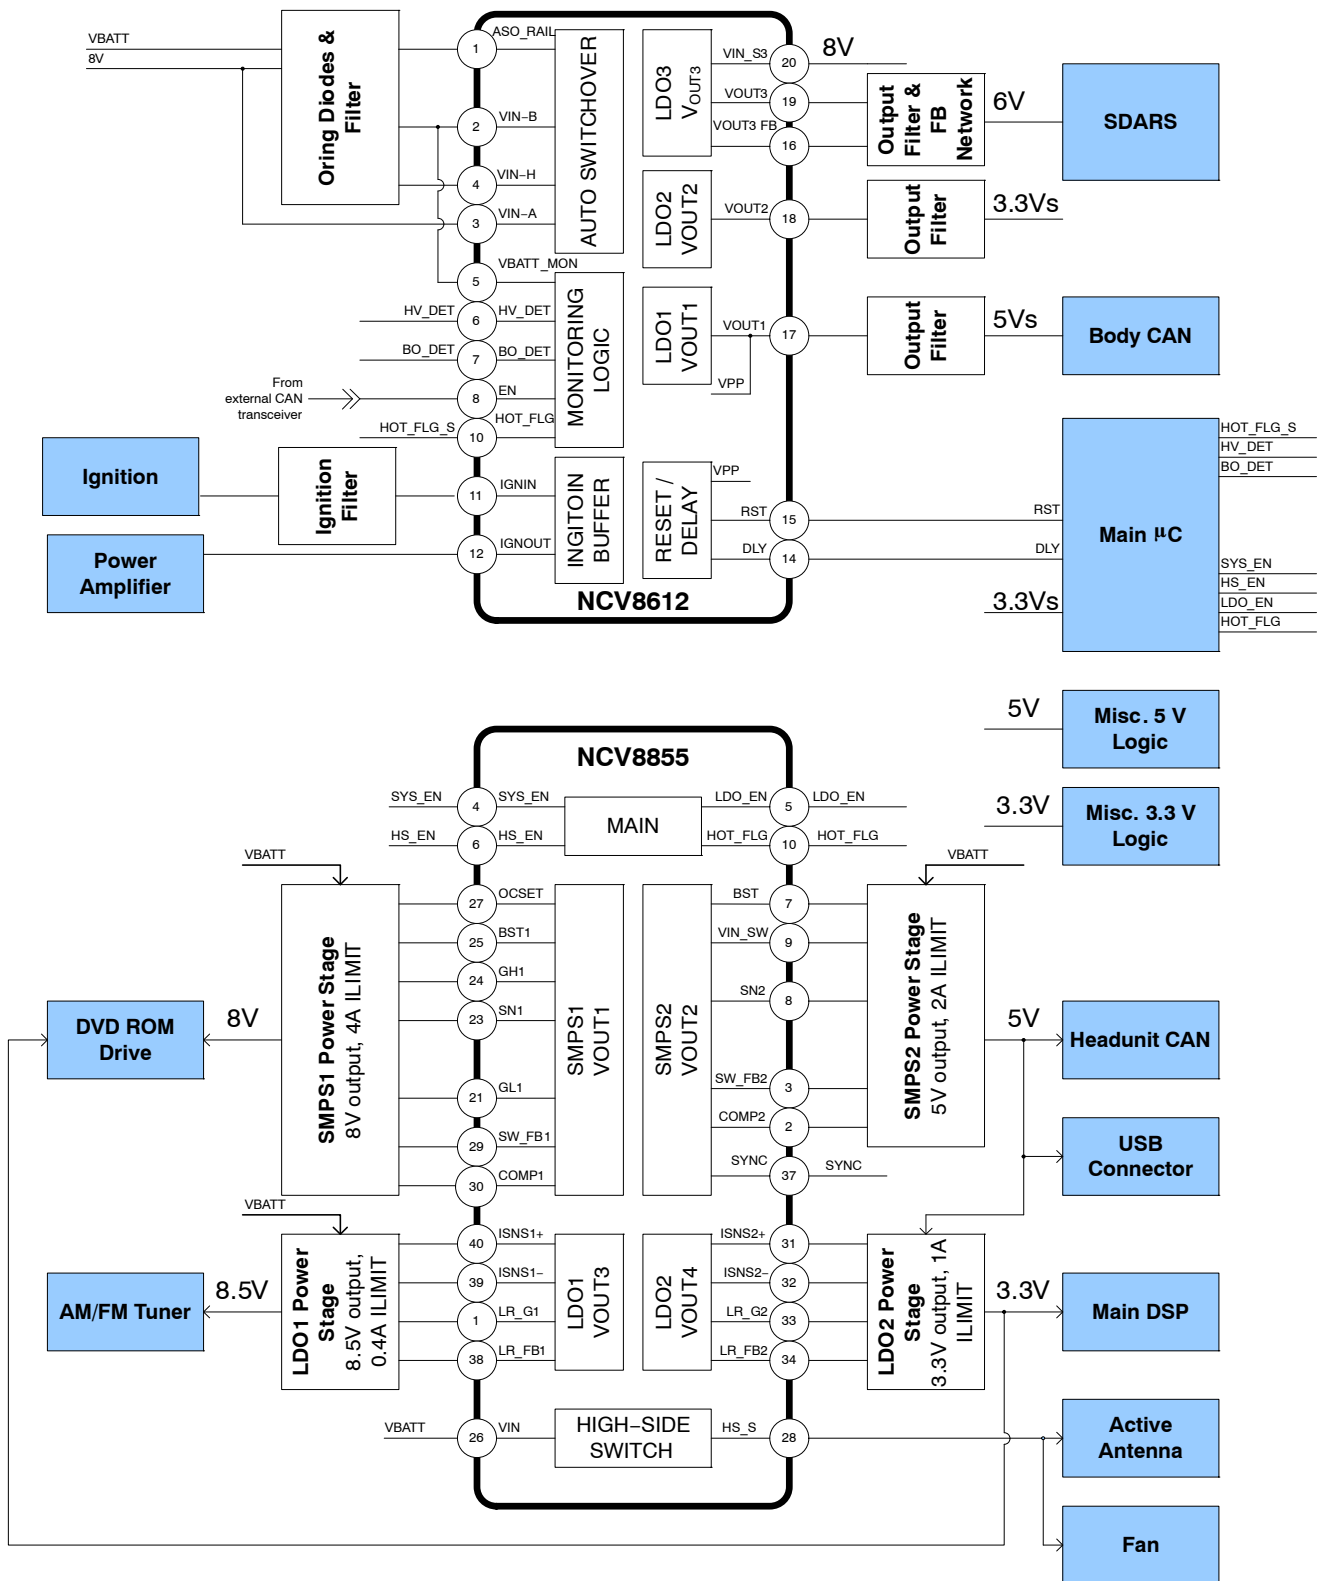 VBATT
8V
Oring Diodes &
Filter
1
ASO_RAIL
2
VIN−B
4
VIN−H
3
VIN−A
AUTO SWITCHOVER
5
VBATT_MON
HV_DET
6
HV_DET
BO_DET
7
BO_DET
From
external CAN
transceiver
8
EN
HOT_FLG_S
10
HOT_FLG
MONITORING
LOGIC
Ignition
Ignition
Filter
11
IGNIN
Power
Amplifier
12
IGNOUT
INGITOIN
BUFFER
LDO3
VOUT3
VIN_S3
20
8V
VOUT3
19
VOUT3 FB
16
Output
Filter &
FB
Network
6V
SDARS
LDO2
VOUT2
VOUT2
18
Output
Filter
3.3Vs
LDO1
VOUT1
VOUT1
17
VPP
Output
Filter
5Vs
Body CAN
RESET /
DELAY
VPP
RST
15
RST
DLY
14
DLY
3.3Vs
Main µC
HOT_FLG_S
HV_DET
BO_DET
SYS_EN
HS_EN
LDO_EN
HOT_FLG
NCV8612
5V
Misc. 5 V
Logic
3.3V
Misc. 3.3 V
Logic
NCV8855
SYS_EN
4
SYS_EN
HS_EN
6
HS_EN
MAIN
LDO_EN
5
LDO_EN
HOT_FLG
10
HOT_FLG
VBATT
SMPS1 Power Stage
8V output, 4A ILIMIT
27
OCSET
25
BST1
24
GH1
23
SN1
21
GL1
29
SW_FB1
30
COMP1
SMPS1
VOUT1
8V
DVD ROM
Drive
SMPS2
VOUT2
BST
7
VIN_SW
9
SN2
8
SW_FB2
3
COMP2
2
SYNC
37
SYNC
VBATT
SMPS2 Power Stage
5V output, 2A ILIMIT
5V
Headunit CAN
USB
Connector
VBATT
LDO1 Power
Stage
8.5V output,
0.4A ILIMIT
40
ISNS1+
39
ISNS1−
1
LR_G1
38
LR_FB1
LDO1
VOUT3
8.5V
AM/FM Tuner
LDO2
VOUT4
ISNS2+
31
ISNS2−
32
LR_G2
33
LR_FB2
34
LDO2 Power
Stage
3.3V output, 1A
ILIMIT
3.3V
Main DSP
VBATT
26
VIN
HIGH−SIDE
SWITCH
HS_S
28
Active
Antenna
Fan